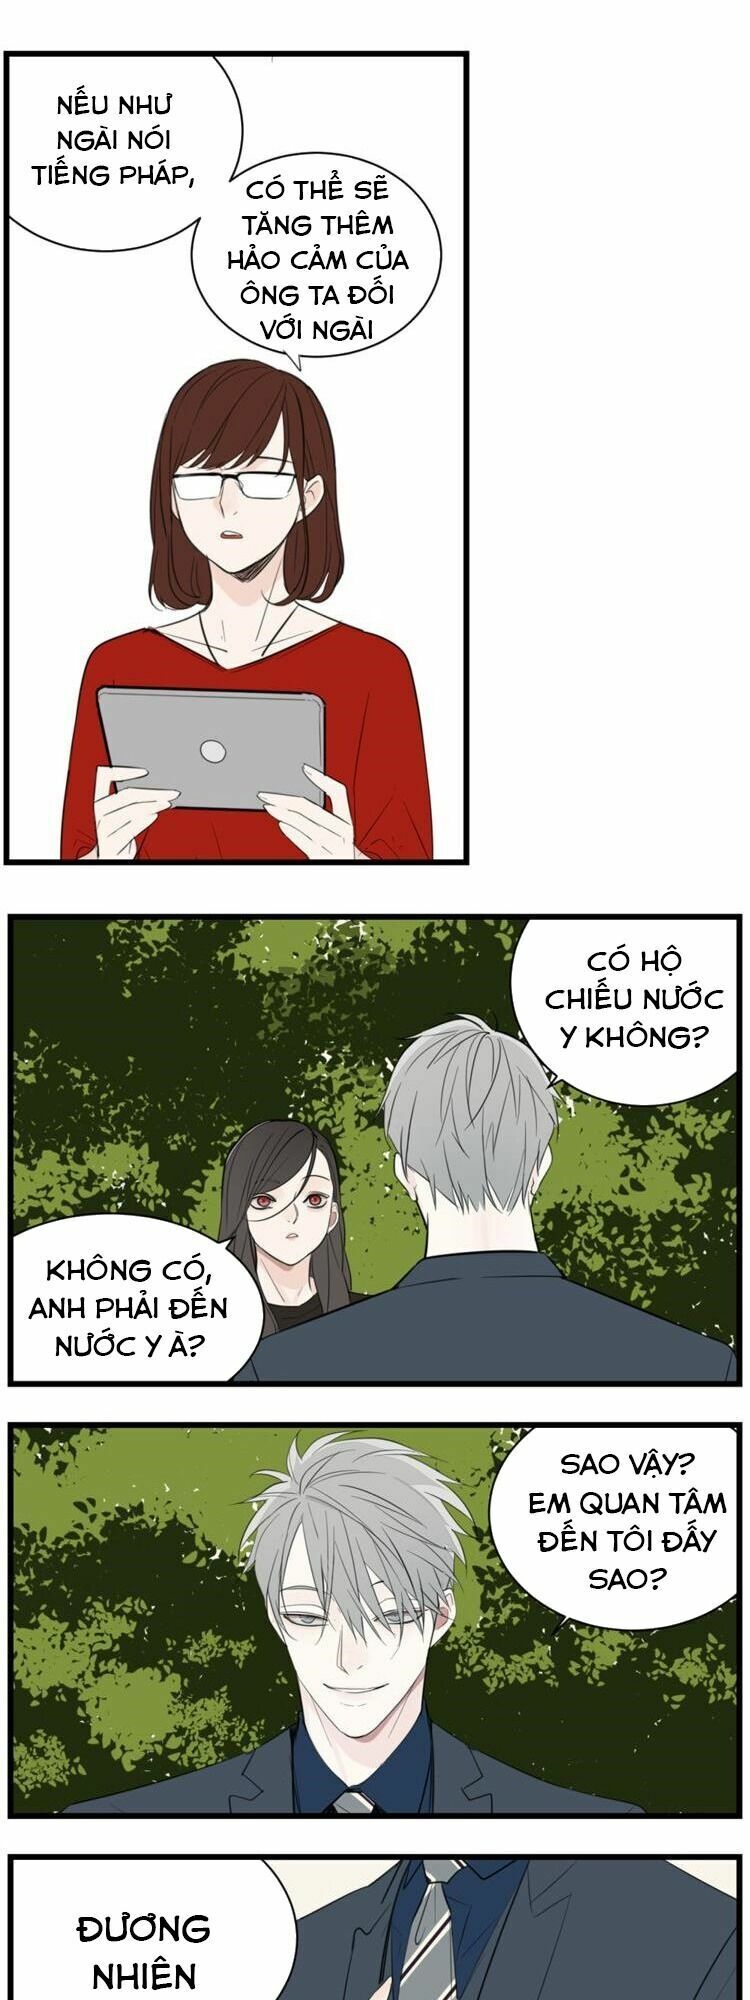 NẾU NHƯ
NGÀI NÓI
TIẾNG PHÁP,
CÓ THỂ SẼ
TĂNG THÊM
HẢO CẢM CỦA
ÔNG TA ĐỐI
VỚI NGÀI
CÓ HỘ
CHIẾU NƯỚC
Y KHÔNG?
KHÔNG CÓ,
ANH PHẢI ĐẾN
NƯỚC Y À?
SAO VẬY?
EM QUAN TÂM
ĐẾN TÔI ĐẤY
SAO?
ĐƯƠNG
NHIÊN